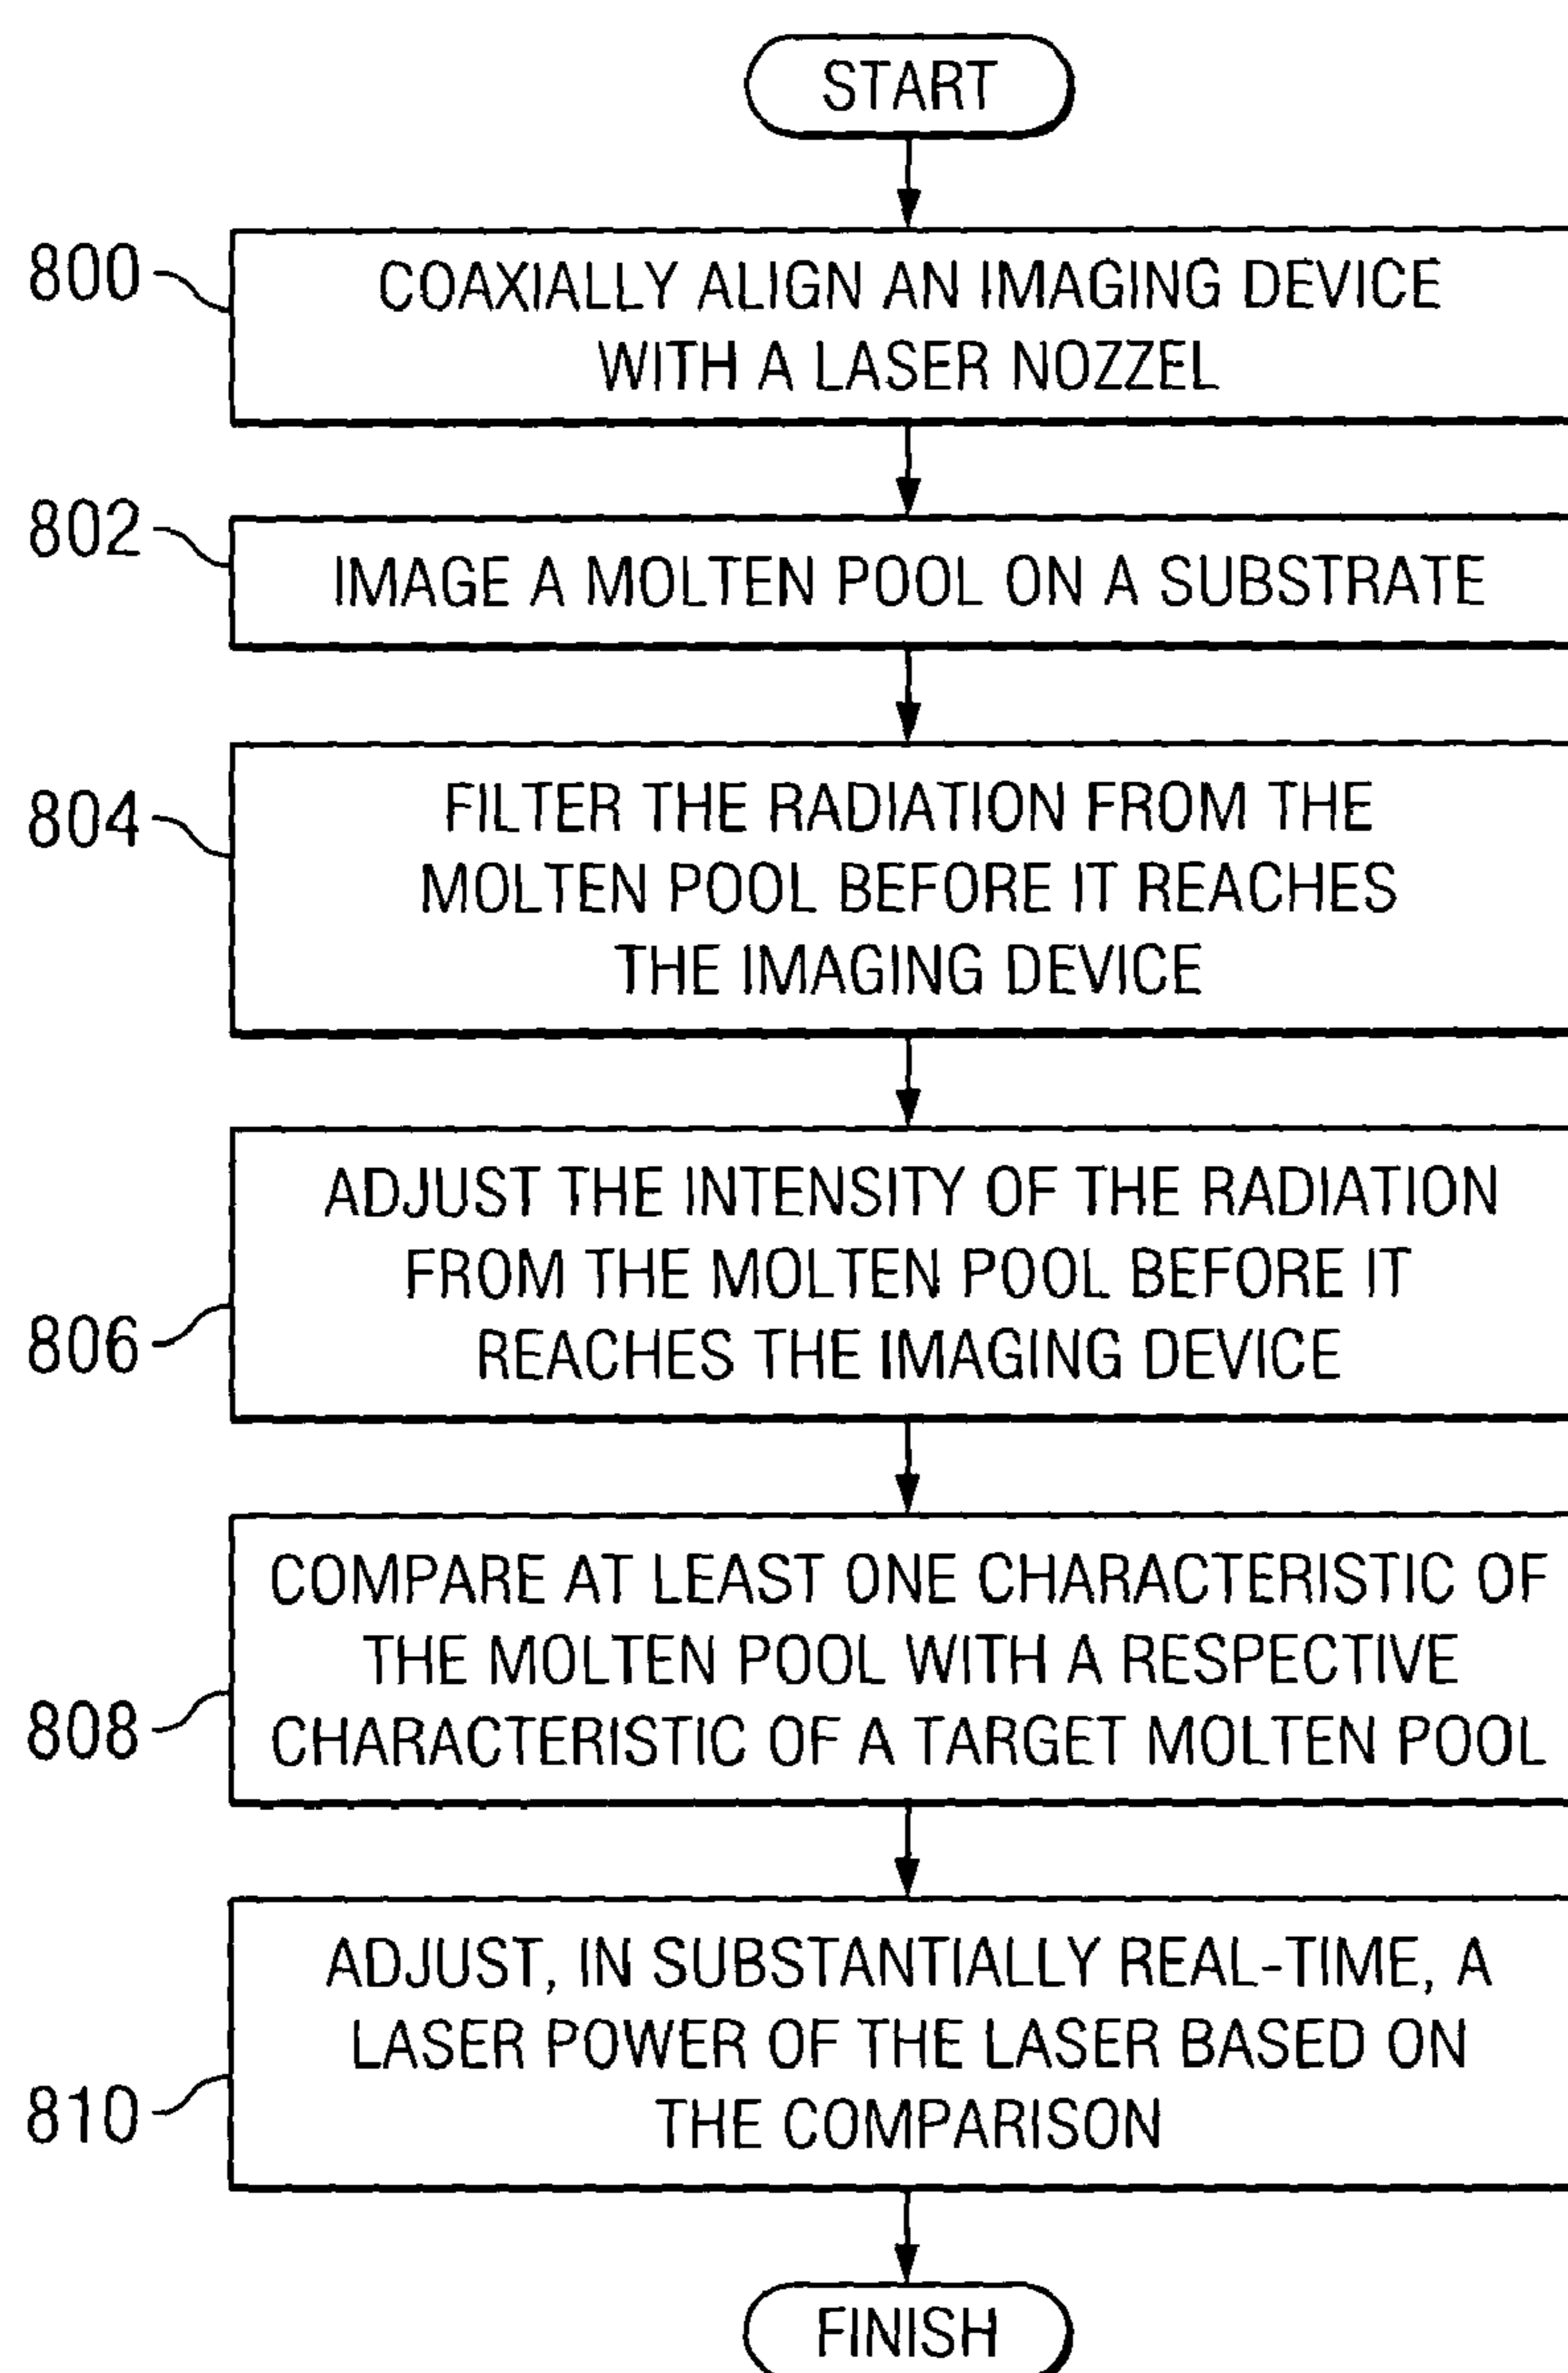 START
800
COAXIALLY ALIGN AN IMAGING DEVICE
WITH A LASER NOZZEL
802
IMAGE A MOLTEN POOL ON A SUBSTRATE
804
FILTER THE RADIATION FROM THE
MOLTEN POOL BEFORE IT REACHES
THE IMAGING DEVICE
806
ADJUST THE INTENSITY OF THE RADIATION
FROM THE MOLTEN POOL BEFORE IT
REACHES THE IMAGING DEVICE
808
COMPARE AT LEAST ONE CHARACTERISTIC OF
THE MOLTEN POOL WITH A RESPECTIVE
CHARACTERISTIC OF A TARGET MOLTEN POOL
810
ADJUST, IN SUBSTANTIALLY REAL-TIME, A
LASER POWER OF THE LASER BASED ON
THE COMPARISON
FINISH